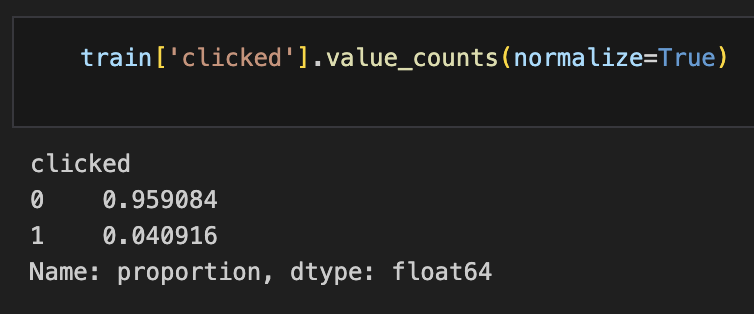 train['clicked'].value_counts(normalize=True)
clicked
0    0.959084
1    0.040916
Name: proportion, dtype: float64